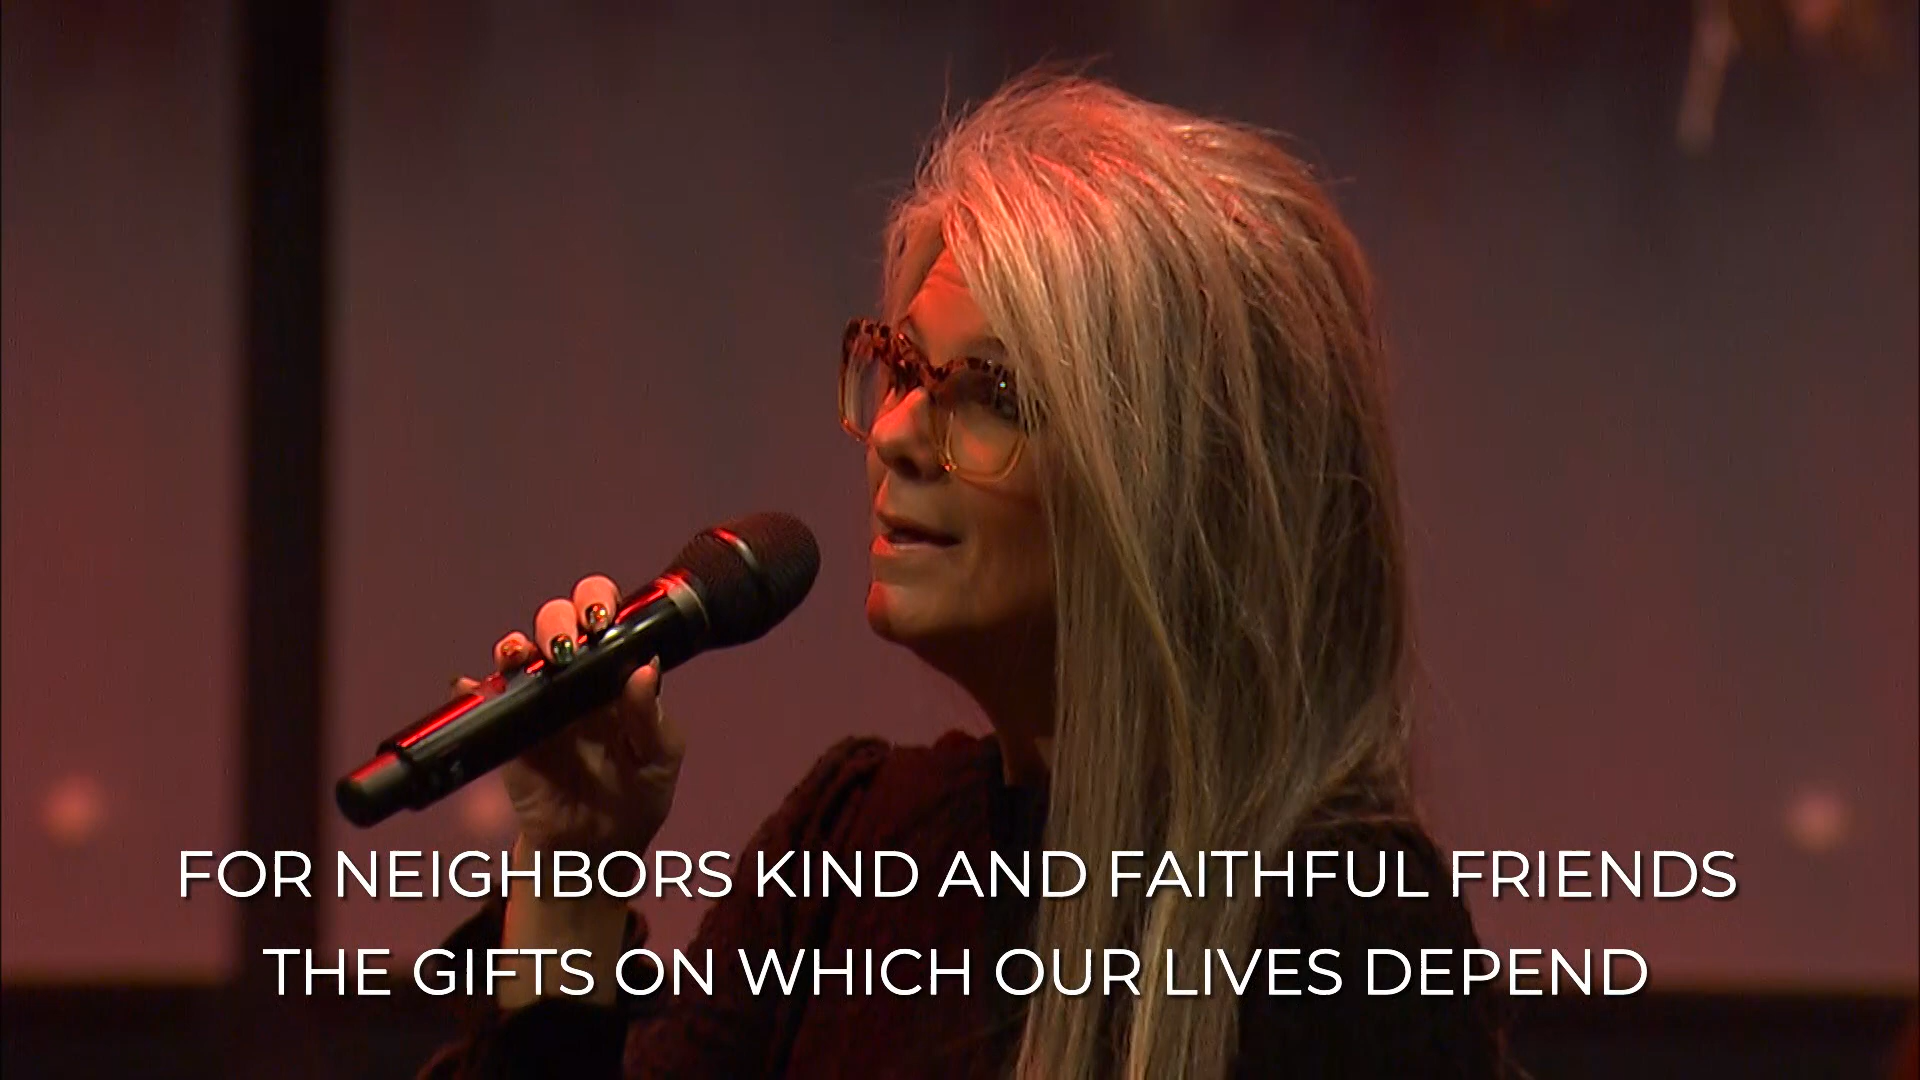 FOR NEIGHBORS KIND AND FAITHFUL FRIENDS
THE GIFTS ON WHICH OUR LIVES DEPEND